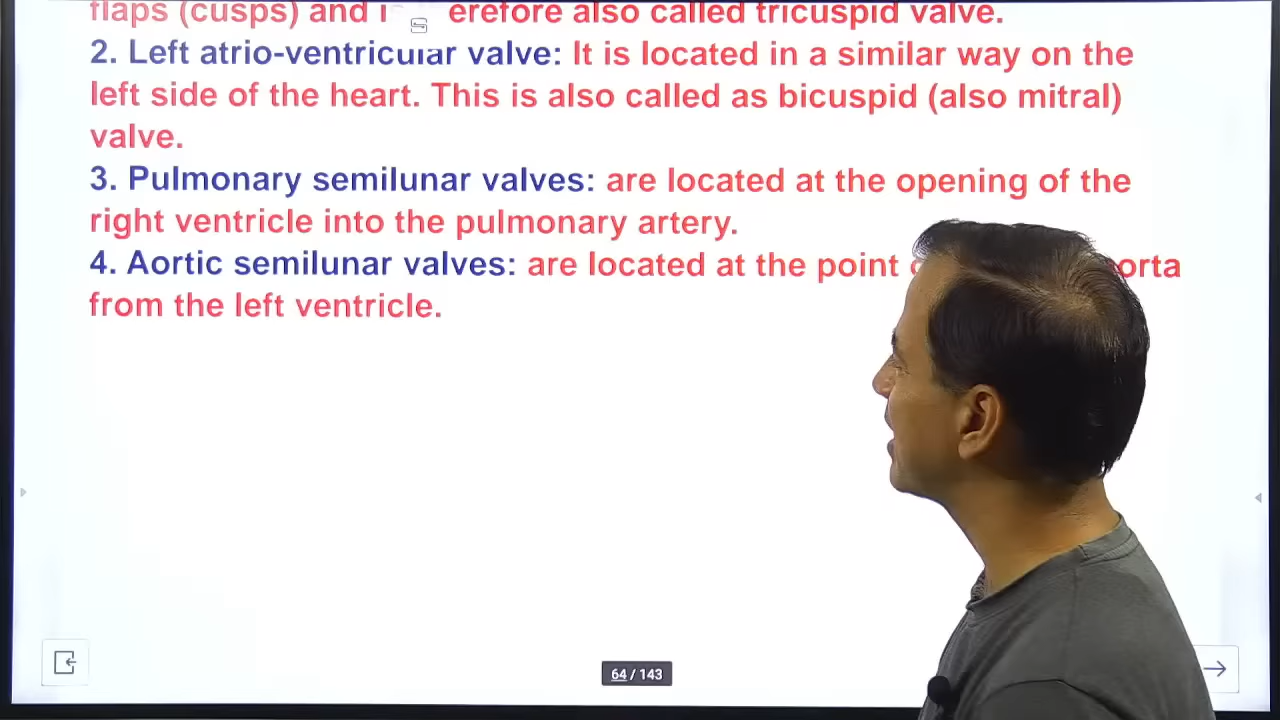 flaps (cusps) and erefore also called tricuspid valve.
2. Left atrio-ventricular valve: It is located in a similar way on the
left side of the heart. This is also called as bicuspid (also mitral)
valve.
3. Pulmonary semilunar valves: are located at the opening of the
right ventricle into the pulmonary artery.
4. Aortic semilunar valves: are located at the point orta
from the left ventricle.
64 / 143